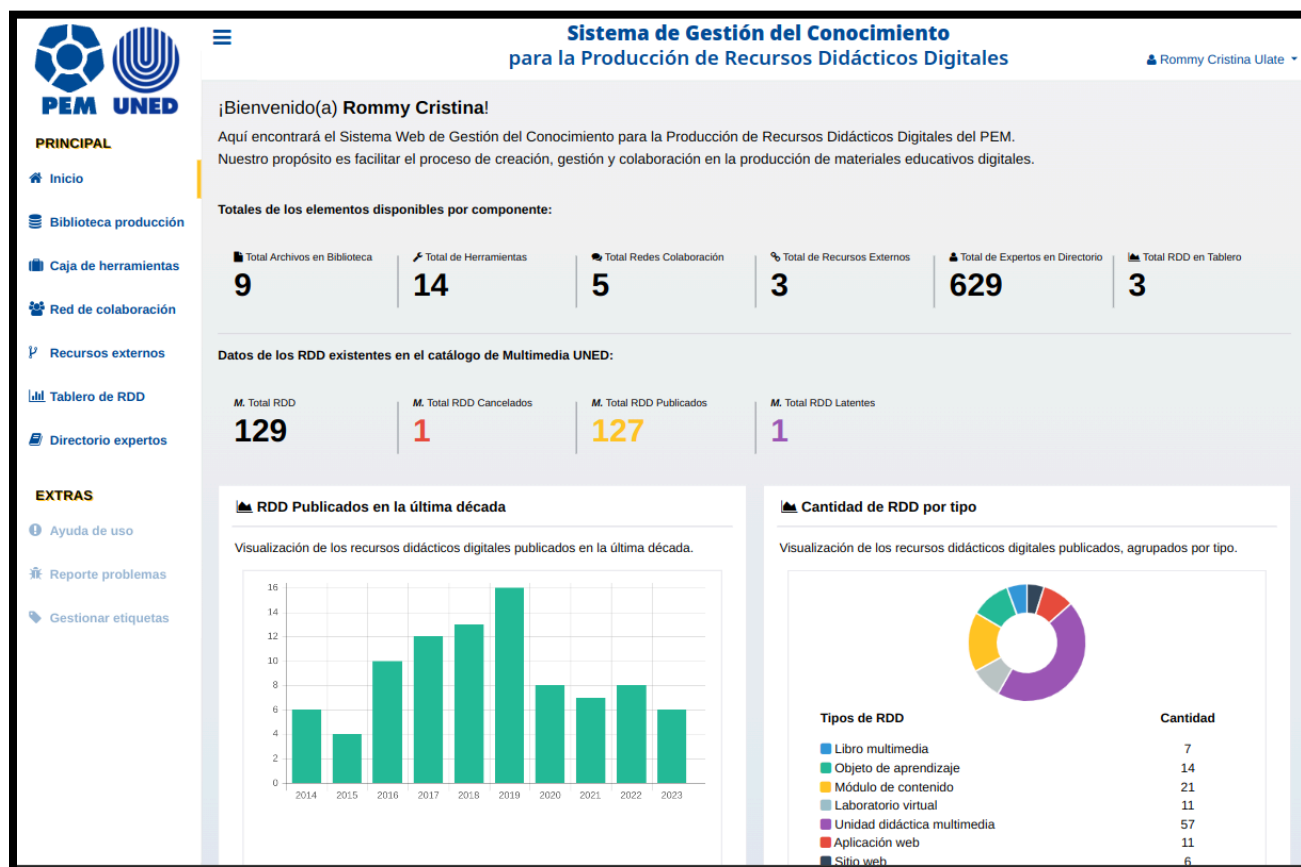 Sistema de Gestión del Conocimiento
para la Producción de Recursos Didácticos Digitales
Rommy Cristina Ulate
PEM UNED
PRINCIPAL
Inicio
Biblioteca producción
Caja de herramientas
Red de colaboración
Recursos externos
Tablero de RDD
Directorio expertos
EXTRAS
Ayuda de uso
Reporte problemas
Gestionar etiquetas
¡Bienvenido(a) Rommy Cristina!
Aquí encontrará el Sistema Web de Gestión del Conocimiento para la Producción de Recursos Didácticos Digitales del PEM.
Nuestro propósito es facilitar el proceso de creación, gestión y colaboración en la producción de materiales educativos digitales.
Totales de los elementos disponibles por componente:
Total Archivos en Biblioteca
9
Total de Herramientas
14
Total Redes Colaboración
5
Total de Recursos Externos
3
Total de Expertos en Directorio
629
Total RDD en Tablero
3
Datos de los RDD existentes en el catálogo de Multimedia UNED:
M. Total RDD
129
M. Total RDD Cancelados
1
M. Total RDD Publicados
127
M. Total RDD Latentes
1
RDD Publicados en la última década
Visualización de los recursos didácticos digitales publicados en la última década.
16
14
12
10
8
6
4
2
0
2014 2015 2016 2017 2018 2019 2020 2021 2022 2023
Cantidad de RDD por tipo
Visualización de los recursos didácticos digitales publicados, agrupados por tipo.
Tipos de RDD Cantidad
Libro multimedia 7
Objeto de aprendizaje 14
Módulo de contenido 21
Laboratorio virtual 11
Unidad didáctica multimedia 57
Aplicación web 11
Sitio web 6